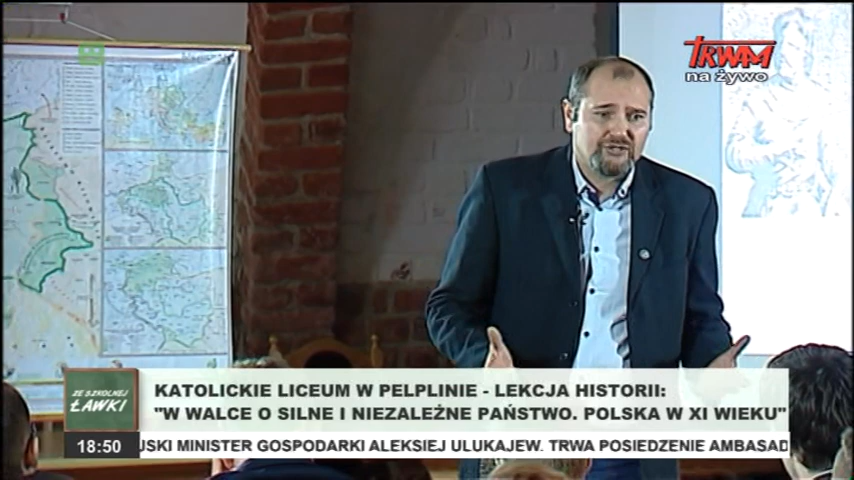 TRWAM
na żywo
ZE SZKOLNEJ
ŁAWKI
KATOLICKIE LICEUM W PELPLINIE - LEKCJA HISTORII:
"W WALCE O SILNE I NIEZALEŻNE PAŃSTWO. POLSKA W XI WIEKU"
18:50
JSKI MINISTER GOSPODARKI ALEKSIEJ ULUKAJEW. TRWA POSIEDZENIE AMBASAD